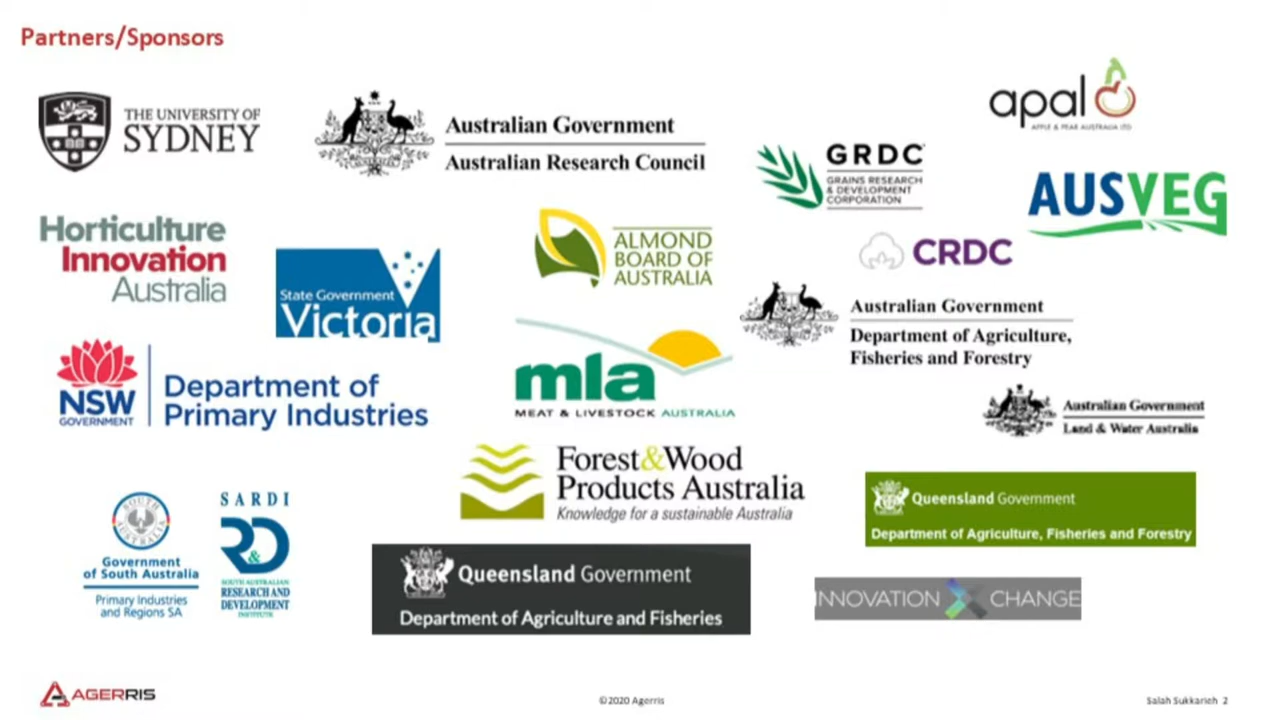 Partners/Sponsors
THE UNIVERSITY OF
SYDNEY
Australian Government
Australian Research Council
apal
APPLE & PEAR AUSTRALIA LTD
GRDC
GRAINS RESEARCH
& DEVELOPMENT
CORPORATION
AUSVEG
Horticulture
Innovation
Australia
State Government
Victoria
ALMOND
BOARD OF
AUSTRALIA
CRDC
Australian Government
Department of Agriculture,
Fisheries and Forestry
NSW
GOVERNMENT
Department of
Primary Industries
mla
MEAT & LIVESTOCK AUSTRALIA
Australian Government
Land & Water Australia
Forest&Wood
Products Australia
Knowledge for a sustainable Australia
Queensland Government
Department of Agriculture, Fisheries and Forestry
SOUTH
AUSTRALIA
Government
of South Australia
Primary Industries
and Regions SA
SARDI
R&D
SOUTH AUSTRALIAN
RESEARCH AND
DEVELOPMENT
INSTITUTE
Queensland Government
Department of Agriculture and Fisheries
INNOVATION X CHANGE
AGERRIS
©2020 Agerris
Salah Sukkarieh 2